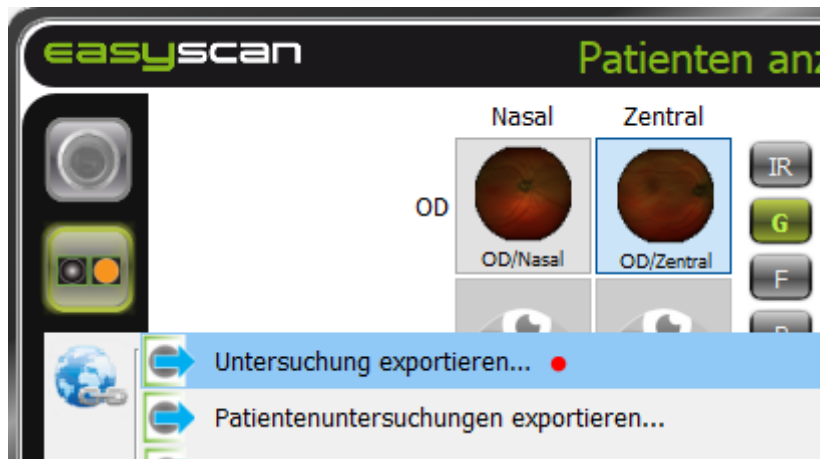 easyscan
Patienten anz
Nasal Zentral
OD
OD/Nasal
OD/Zentral
IR
G
F
Untersuchung exportieren...
Patientenuntersuchungen exportieren...